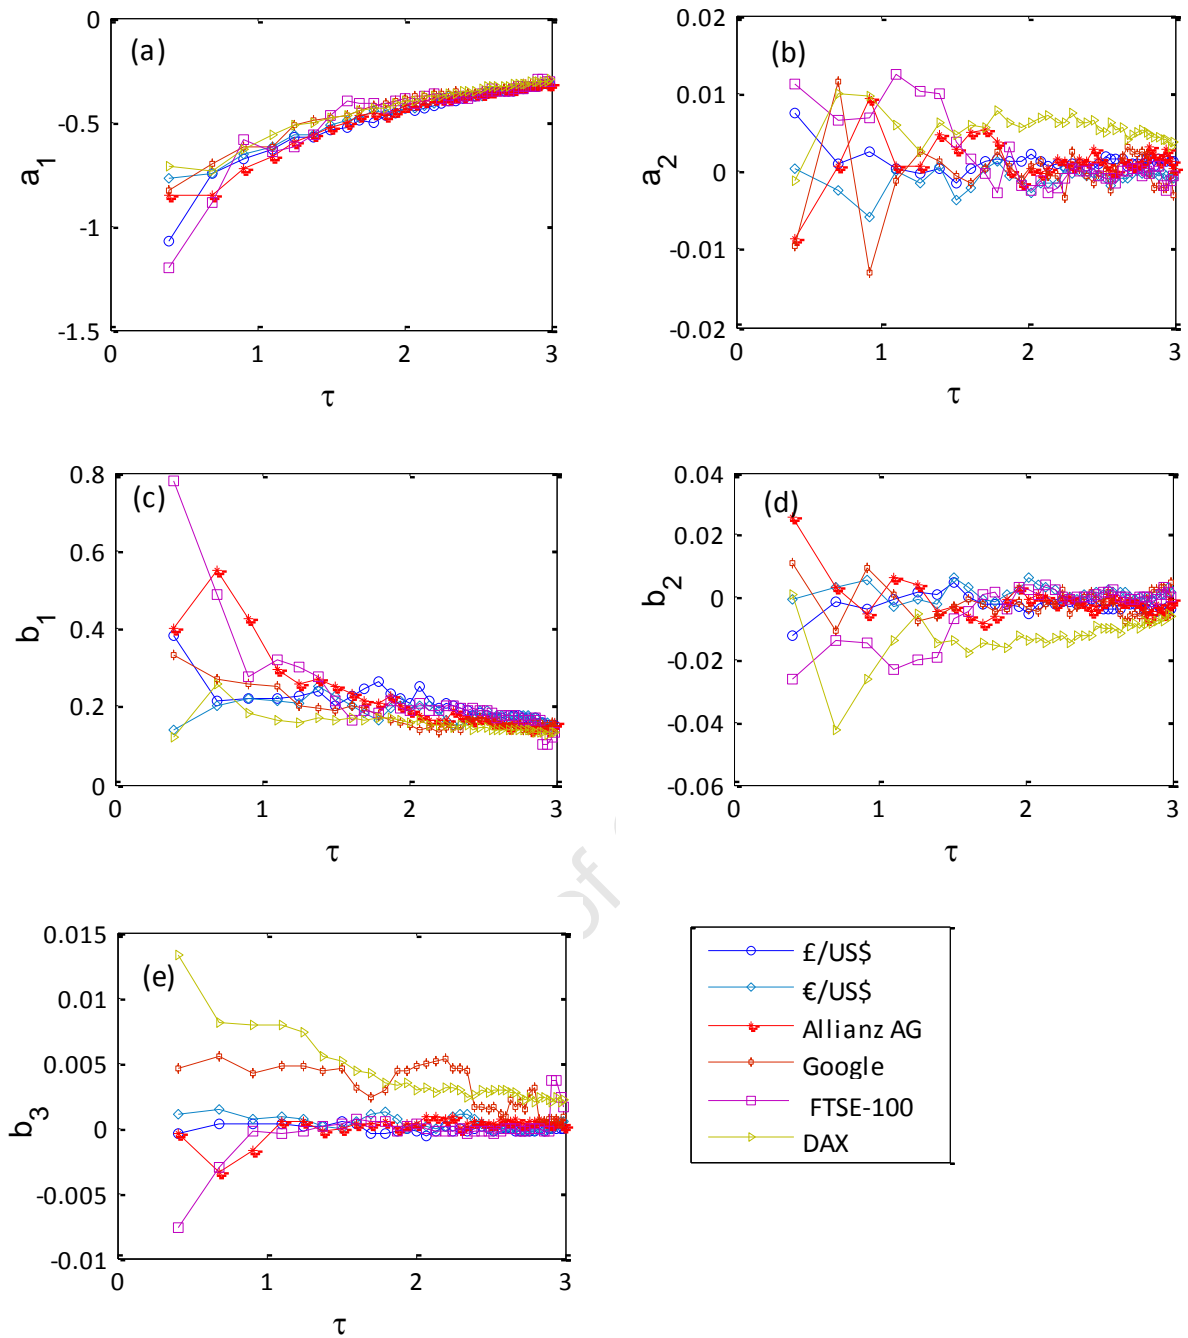 (a)
0
-0.5
-1
-1.5
a1
0 1 2 3
τ
(b)
0.02
0.01
0
-0.01
-0.02
a2
0 1 2 3
τ
(c)
0.8
0.6
0.4
0.2
0
b1
0 1 2 3
τ
(d)
0.04
0.02
0
-0.02
-0.04
-0.06
b2
0 1 2 3
τ
of
(e)
0.015
0.01
0.005
0
-0.005
-0.01
b3
0 1 2 3
τ
£/US$
€/US$
Allianz AG
Google
FTSE-100
DAX